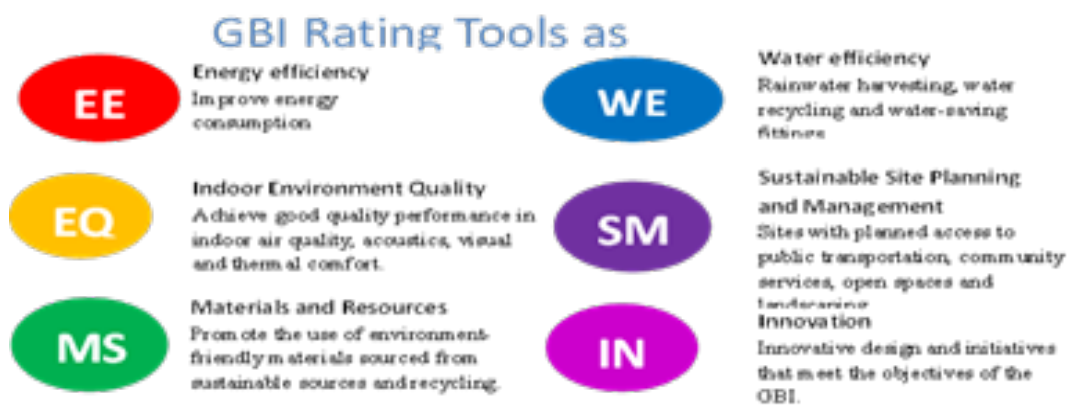 GBI Rating Tools as
EE
Energy efficiency
Improve energy
consumption
EQ
Indoor Environment Quality
Achieve good quality performance in
indoor air quality, acoustics, visual
and thermal comfort.
MS
Materials and Resources
Promote the use of environment-
friendly materials sourced from
sustainable sources and recycling.
WE
Water efficiency
Rainwater harvesting, water
recycling and water-saving
fittings
SM
Sustainable Site Planning
and Management
Sites with planned access to
public transportation, community
services, open spaces and
landscaping
IN
Innovation
Innovative design and initiatives
that meet the objectives of the
GBI.